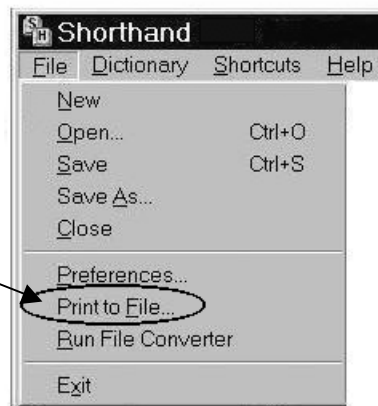 SH Shorthand
File Dictionary Shortcuts Help
New
Open... Ctrl+O
Save Ctrl+S
Save As...
Close
Preferences...
Print to File...
Run File Converter
Exit